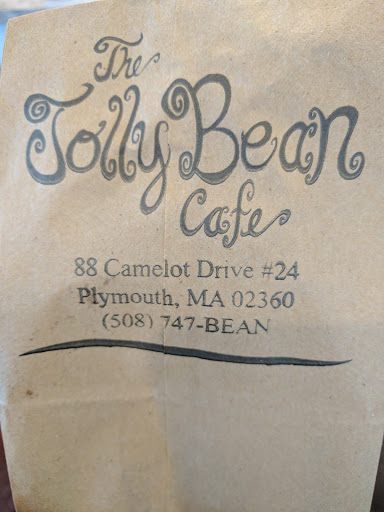 The
Jolly Bean
Cafe
88 Camelot Drive #24
Plymouth, MA 02360
(508) 747-BEAN